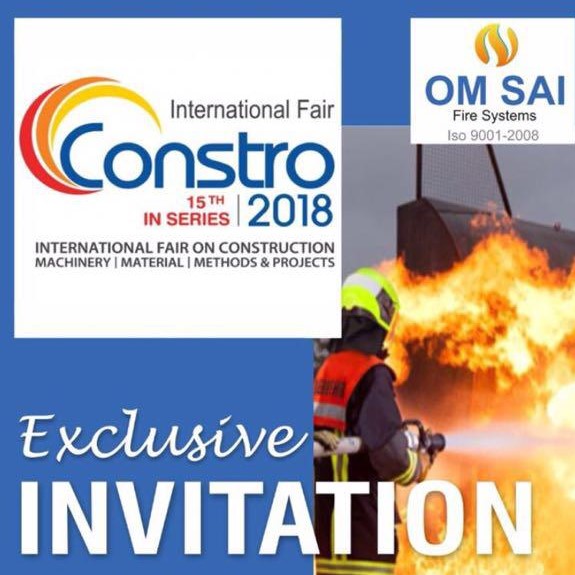 International Fair
Constro
15TH
IN SERIES
2018
INTERNATIONAL FAIR ON CONSTRUCTION
MACHINERY | MATERIAL | METHODS & PROJECTS
OM SAI
Fire Systems
Iso 9001-2008
Exclusive
INVITATION